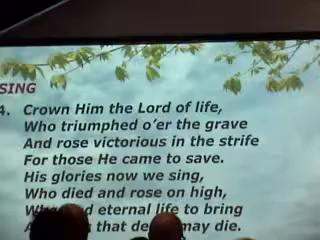 SING
4. Crown Him the Lord of life,
Who triumphed o'er the grave
And rose victorious in the strife
For those He came to save.
His glories now we sing,
Who died and rose on high,
eternal life to bring
that de may die.